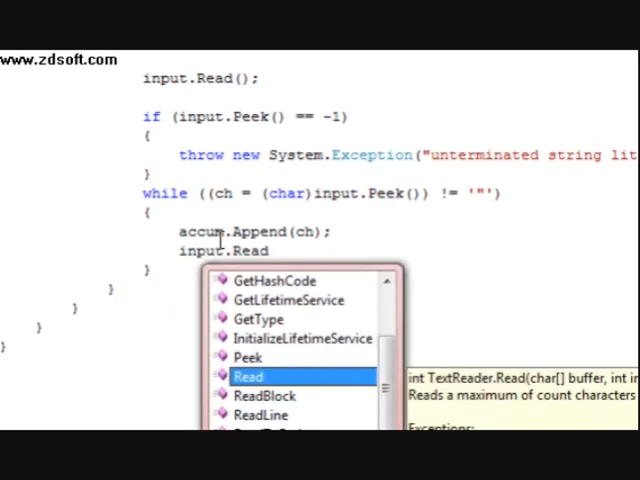 www.zdsoft.com
input.Read();
if (input.Peek() == -1)
{
throw new System.Exception("unterminated string lit
}
while ((ch = (char)input.Peek()) != '"')
{
accum.Append(ch);
input.Read
}
}
}
}
}
GetHashCode
GetLifetimeService
GetType
InitializeLifetimeService
Peek
Read
ReadBlock
ReadLine
int TextReader.Read(char[] buffer, int in
Reads a maximum of count characters
Exceptions: